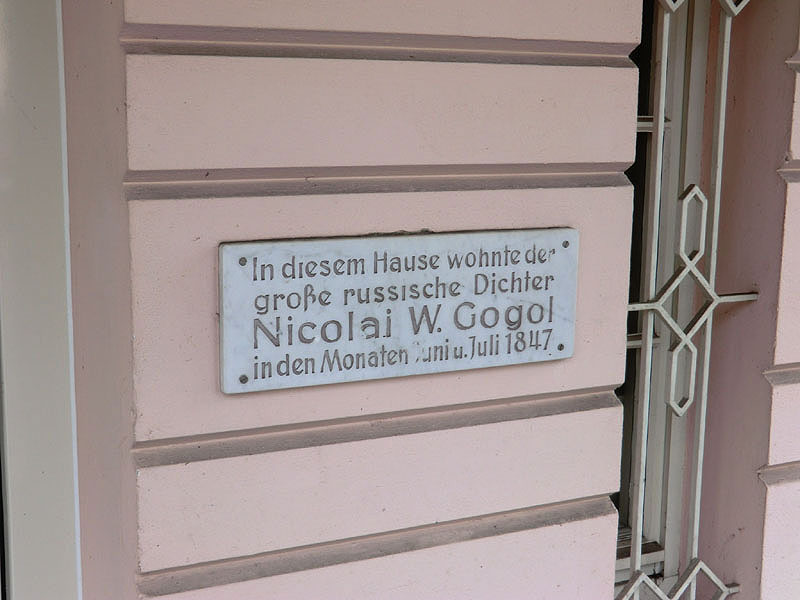 In diesem Hause wohnte der
große russische Dichter
Nicolai W. Gogol
in den Monaten Juni u. Juli 1847